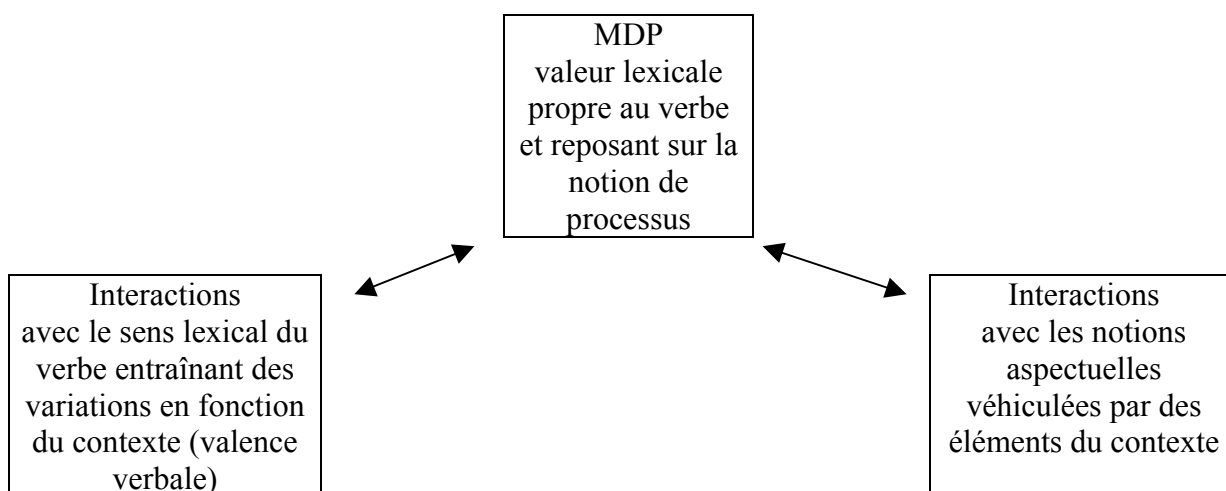 MDP
valeur lexicale
propre au verbe
et reposant sur la
notion de
processus
Interactions
avec le sens lexical du
verbe entraînant des
variations en fonction
du contexte (valence
verbale)
Interactions
avec les notions
aspectuelles
véhiculées par des
éléments du contexte